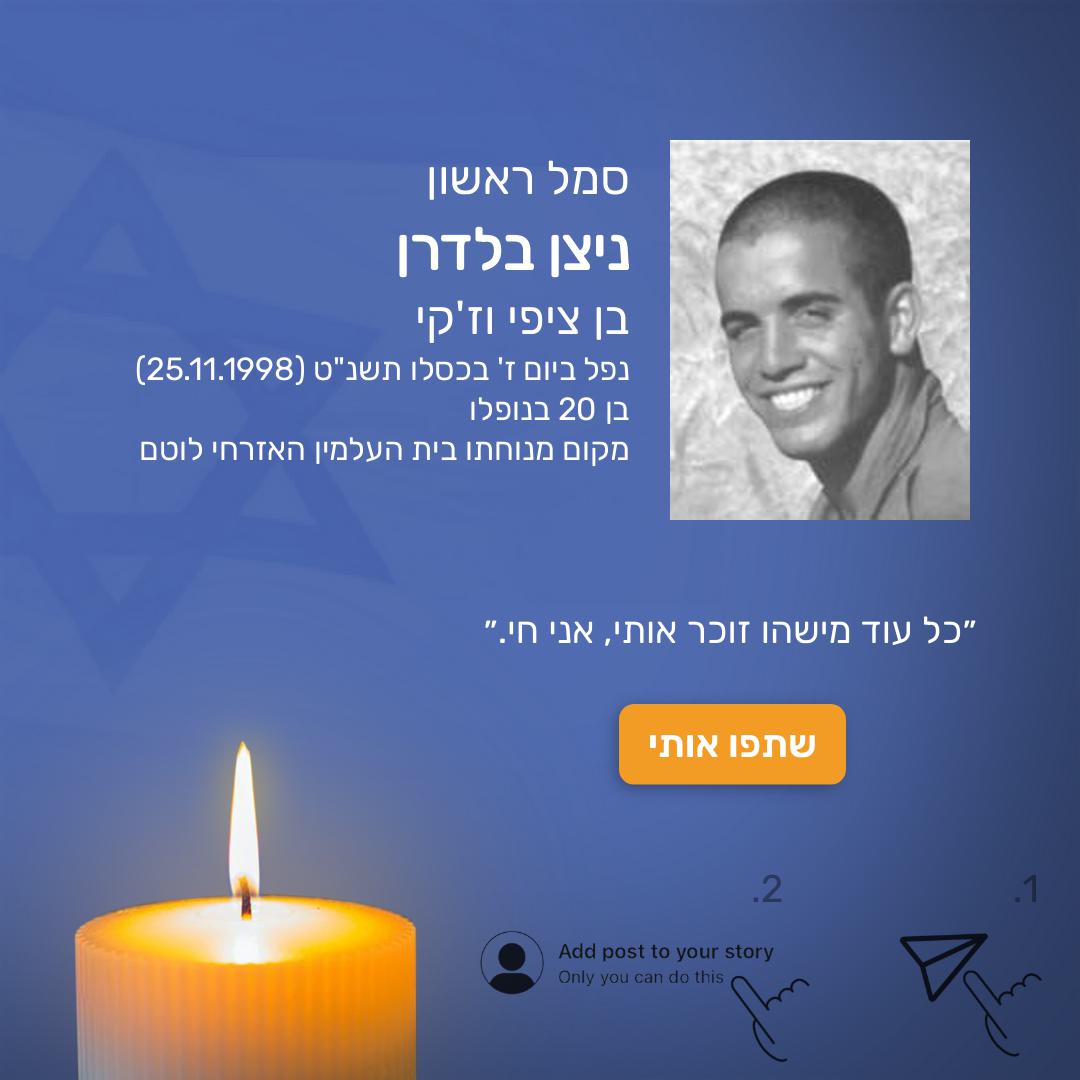 סמל ראשון
ניצן בלדרן
בן ציפי וז'קי
נפל ביום ז' בכסלו תשנ"ט (25.11.1998)
בן 20 בנופלו
מקום מנוחתו בית העלמין האזרחי לוטם
״כל עוד מישהו זוכר אותי, אני חי.״
שתפו אותי
1.
2.
Add post to your story
Only you can do this